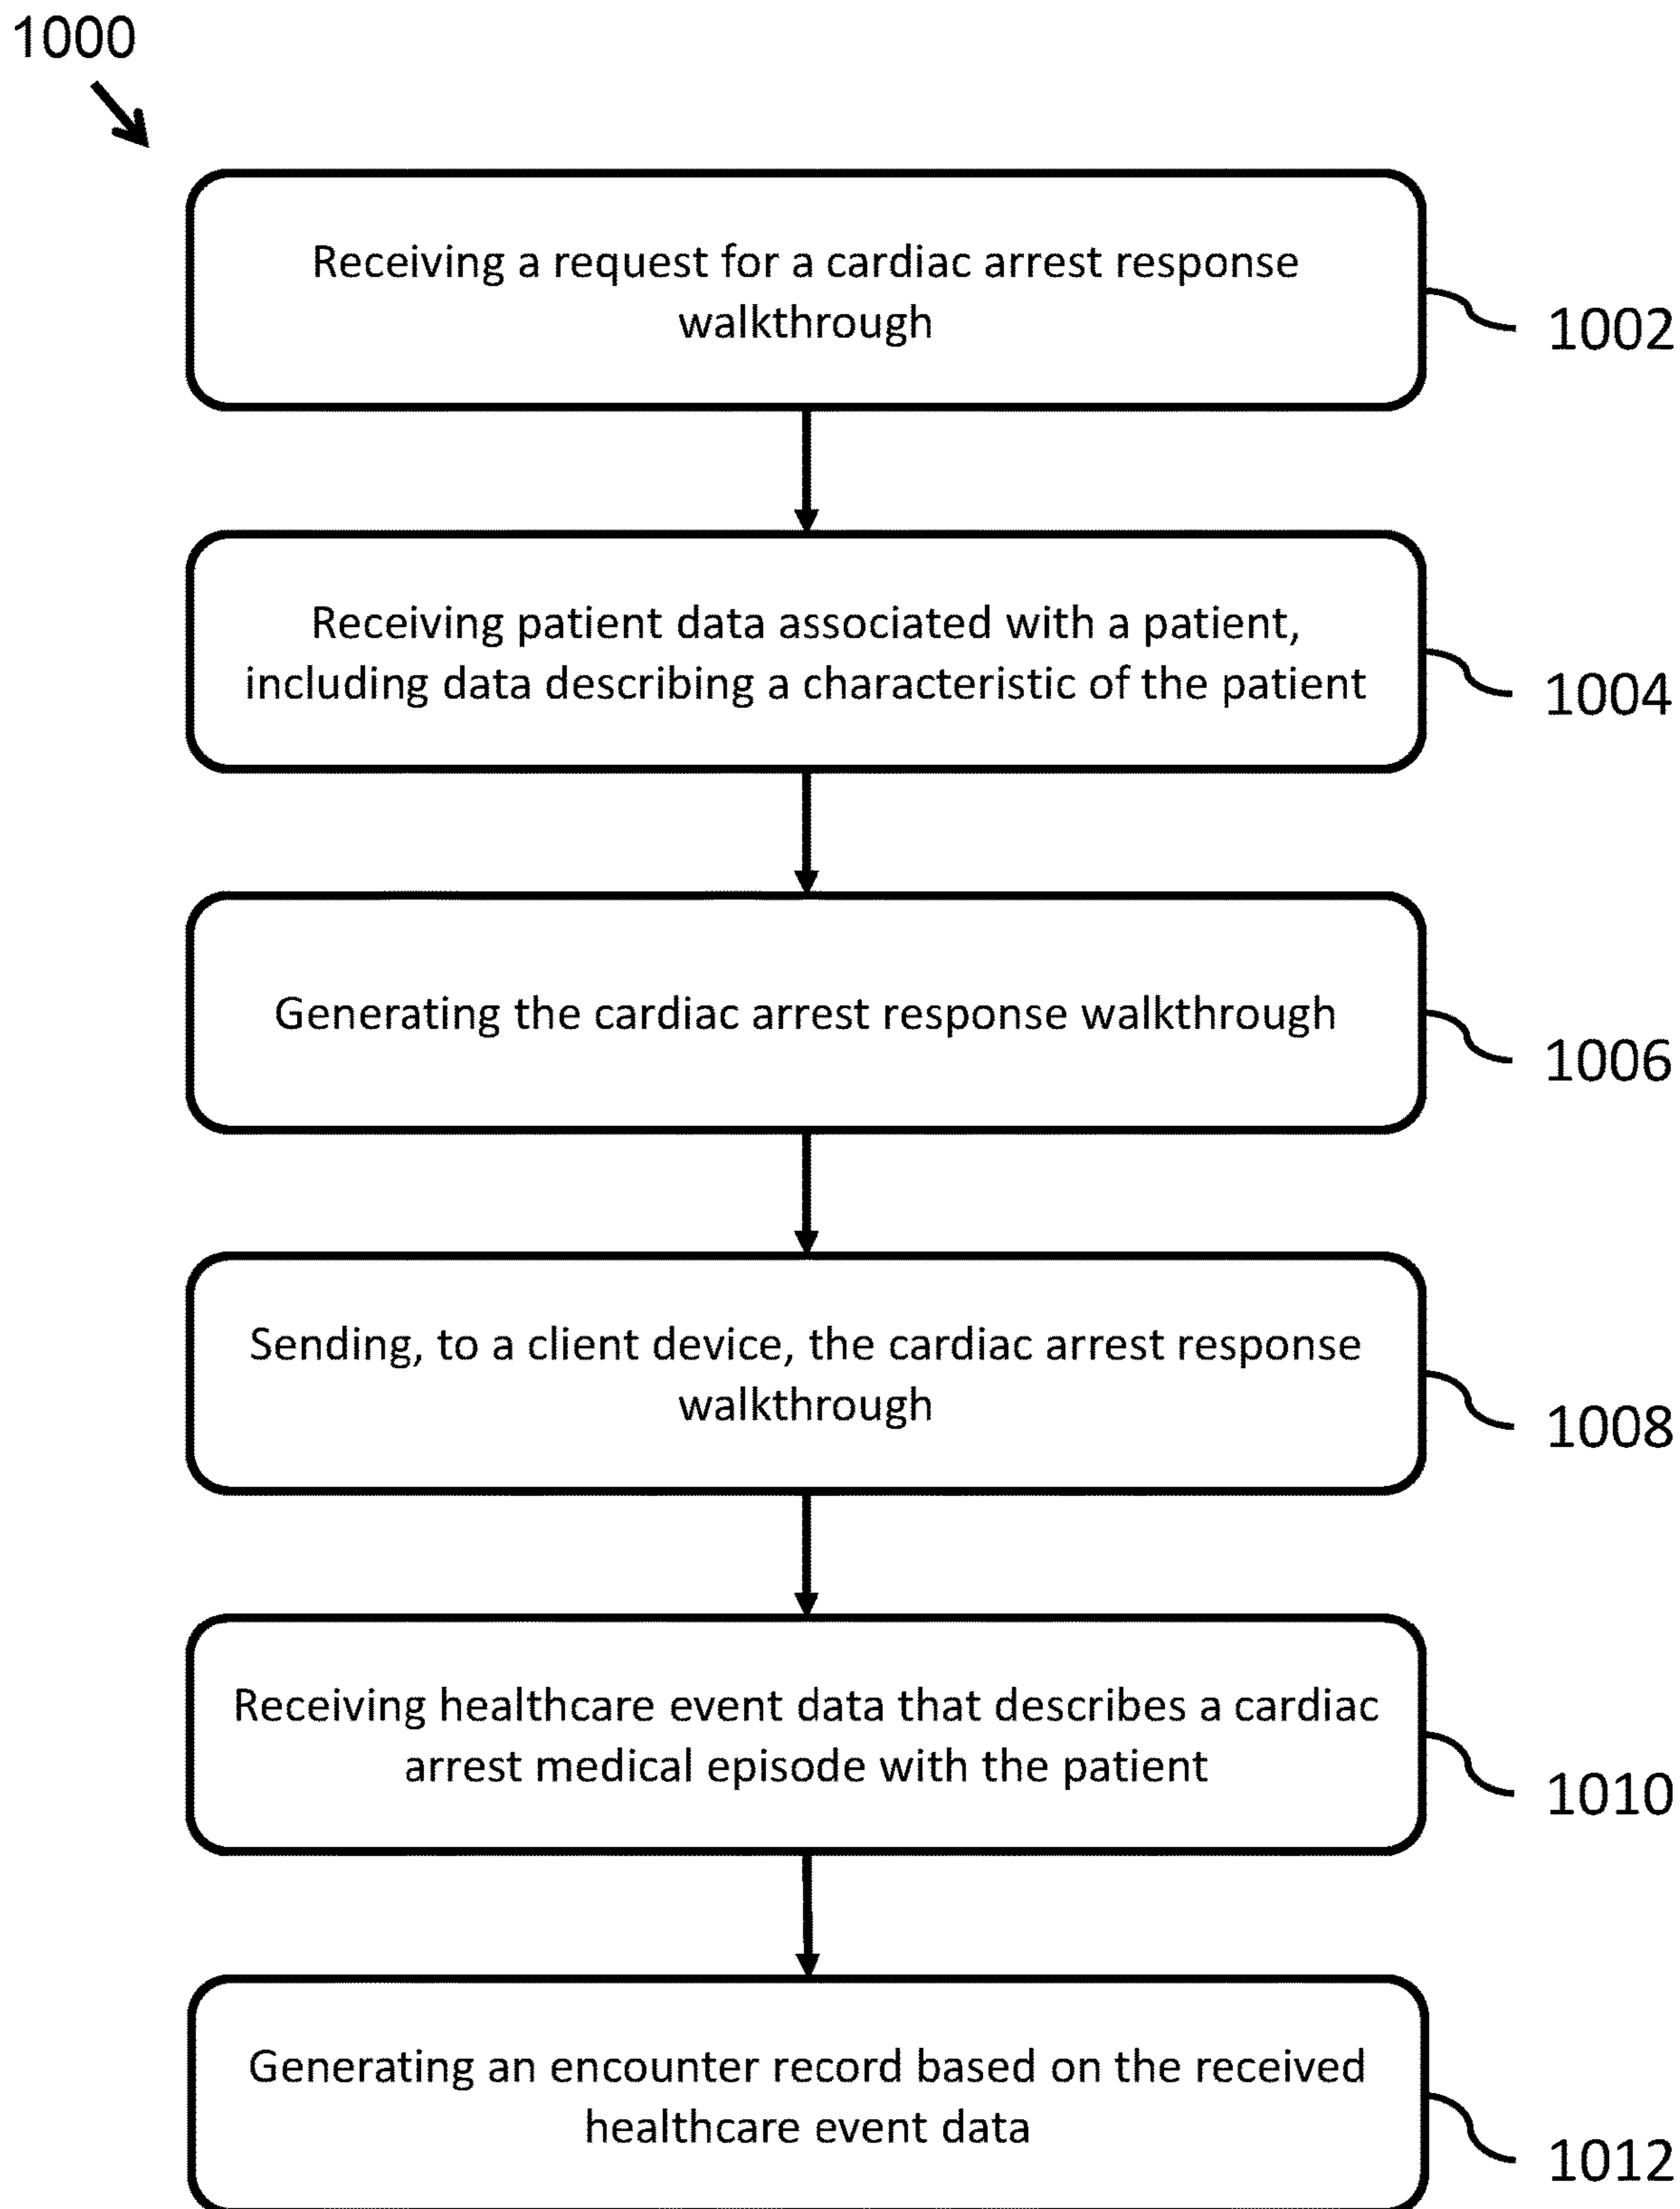 1000
Receiving a request for a cardiac arrest response
walkthrough
1002
Receiving patient data associated with a patient,
including data describing a characteristic of the patient
1004
Generating the cardiac arrest response walkthrough
1006
Sending, to a client device, the cardiac arrest response
walkthrough
1008
Receiving healthcare event data that describes a cardiac
arrest medical episode with the patient
1010
Generating an encounter record based on the received
healthcare event data
1012